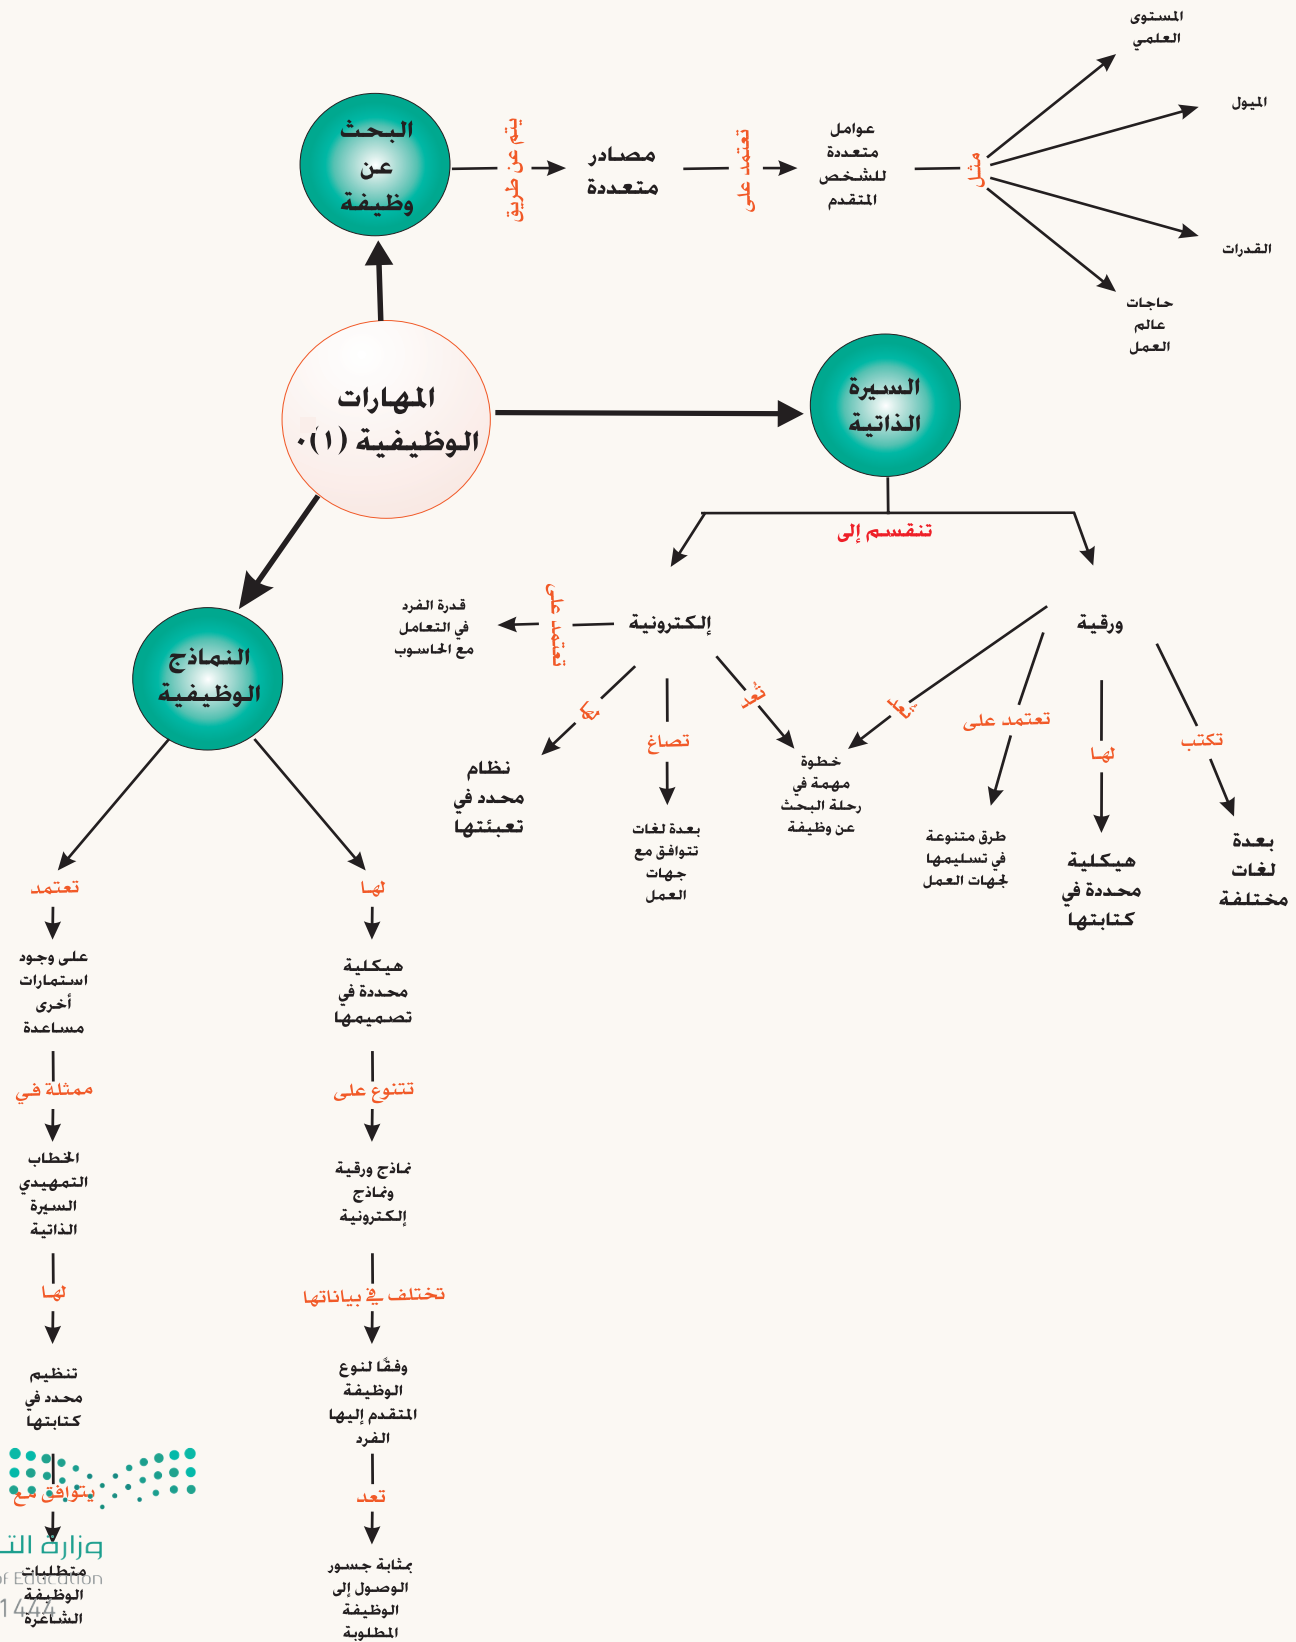 المستوى
العلمي
الميول
القدرات
حاجات
عالم
العمل
مثل
عوامل
متعددة
للشخص
المتقدم
تعتمد على
مصادر
متعددة
يتم عن طريق
البحث
عن
وظيفة
المهارات
الوظيفية (١)٠
السيرة
الذاتية
تنقسم إلى
ورقية
تكتب
بعدة
لغات
مختلفة
لها
هيكلية
محددة في
كتابتها
تعتمد على
طرق متنوعة
في تسليمها
لجهات العمل
تُعد
خطوة
مهمة في
رحلة البحث
عن وظيفة
إلكترونية
تُعد
تصاغ
بعدة لغات
تتوافق مع
جهات
العمل
لها
نظام
محدد في
تعبئتها
تعتمد على
قدرة الفرد
في التعامل
مع الحاسوب
النماذج
الوظيفية
لها
هيكلية
محددة في
تصميمها
تتنوع على
نماذج ورقية
ونماذج
إلكترونية
تختلف في بياناتها
وفقًا لنوع
الوظيفة
المتقدم إليها
الفرد
تعد
بمثابة جسور
الوصول إلى
الوظيفة
المطلوبة
تعتمد
على وجود
استمارات
أخرى
مساعدة
ممثلة في
الخطاب
التمهيدي
السيرة
الذاتية
لها
تنظيم
محدد في
كتابتها
يتوافق مع
متطلبات
الوظيفة
الشاغرة
وزارة التـ
of Education
1444